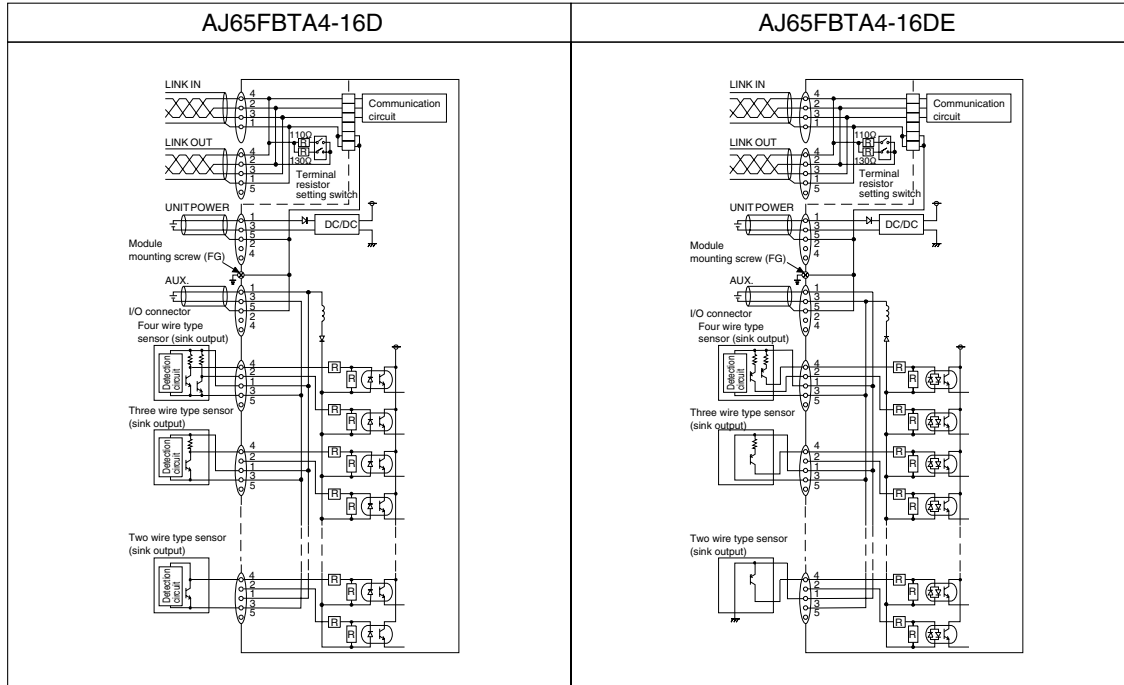 AJ65FBTA4-16D
LINK IN
4
2
3
1
Communication
circuit
LINK OUT
110Ω
R
R
130Ω
4
2
3
1
5
Terminal
resistor
setting switch
UNIT POWER
1
3
5
2
4
DC/DC
Module
mounting screw (FG)
AUX.
1
3
5
2
4
I/O connector
Four wire type
sensor (sink output)
Detection
circuit
4
2
1
3
5
R
R
R
R
Three wire type sensor
(sink output)
Detection
circuit
4
2
1
3
5
R
R
R
R
Two wire type sensor
(sink output)
Detection
circuit
4
2
1
3
5
R
R
R
R
AJ65FBTA4-16DE
LINK IN
4
2
3
1
Communication
circuit
LINK OUT
110Ω
R
R
130Ω
4
2
3
1
5
Terminal
resistor
setting switch
UNIT POWER
1
3
5
2
4
DC/DC
Module
mounting screw (FG)
AUX.
1
3
5
2
4
I/O connector
Four wire type
sensor (sink output)
Detection
circuit
4
2
1
3
5
R
R
R
R
Three wire type sensor
(sink output)
4
2
1
3
5
R
R
R
R
Two wire type sensor
(sink output)
4
2
1
3
5
R
R
R
R